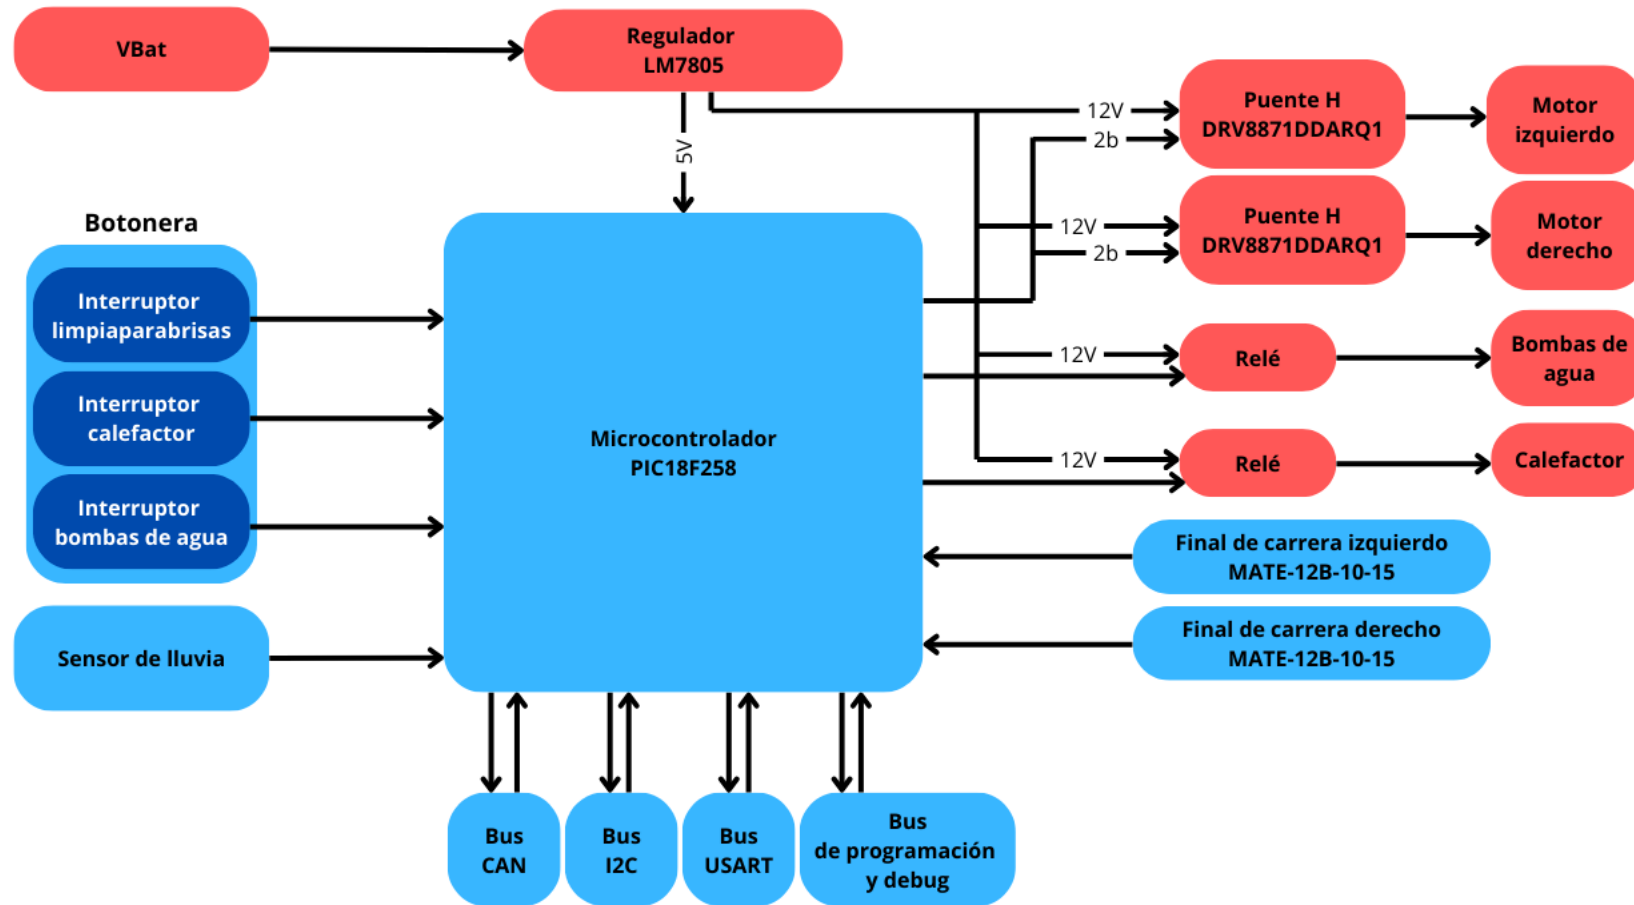 VBat
Regulador
LM7805
5V
12V
2b
Puente H
DRV8871DDARQ1
Motor
izquierdo
12V
2b
Puente H
DRV8871DDARQ1
Motor
derecho
12V
Relé
Bombas de
agua
12V
Relé
Calefactor
Botonera
Interruptor
limpiaparabrisas
Interruptor
calefactor
Interruptor
bombas de agua
Sensor de lluvia
Microcontrolador
PIC18F258
Final de carrera izquierdo
MATE-12B-10-15
Final de carrera derecho
MATE-12B-10-15
Bus
CAN
Bus
I2C
Bus
USART
Bus
de programación
y debug